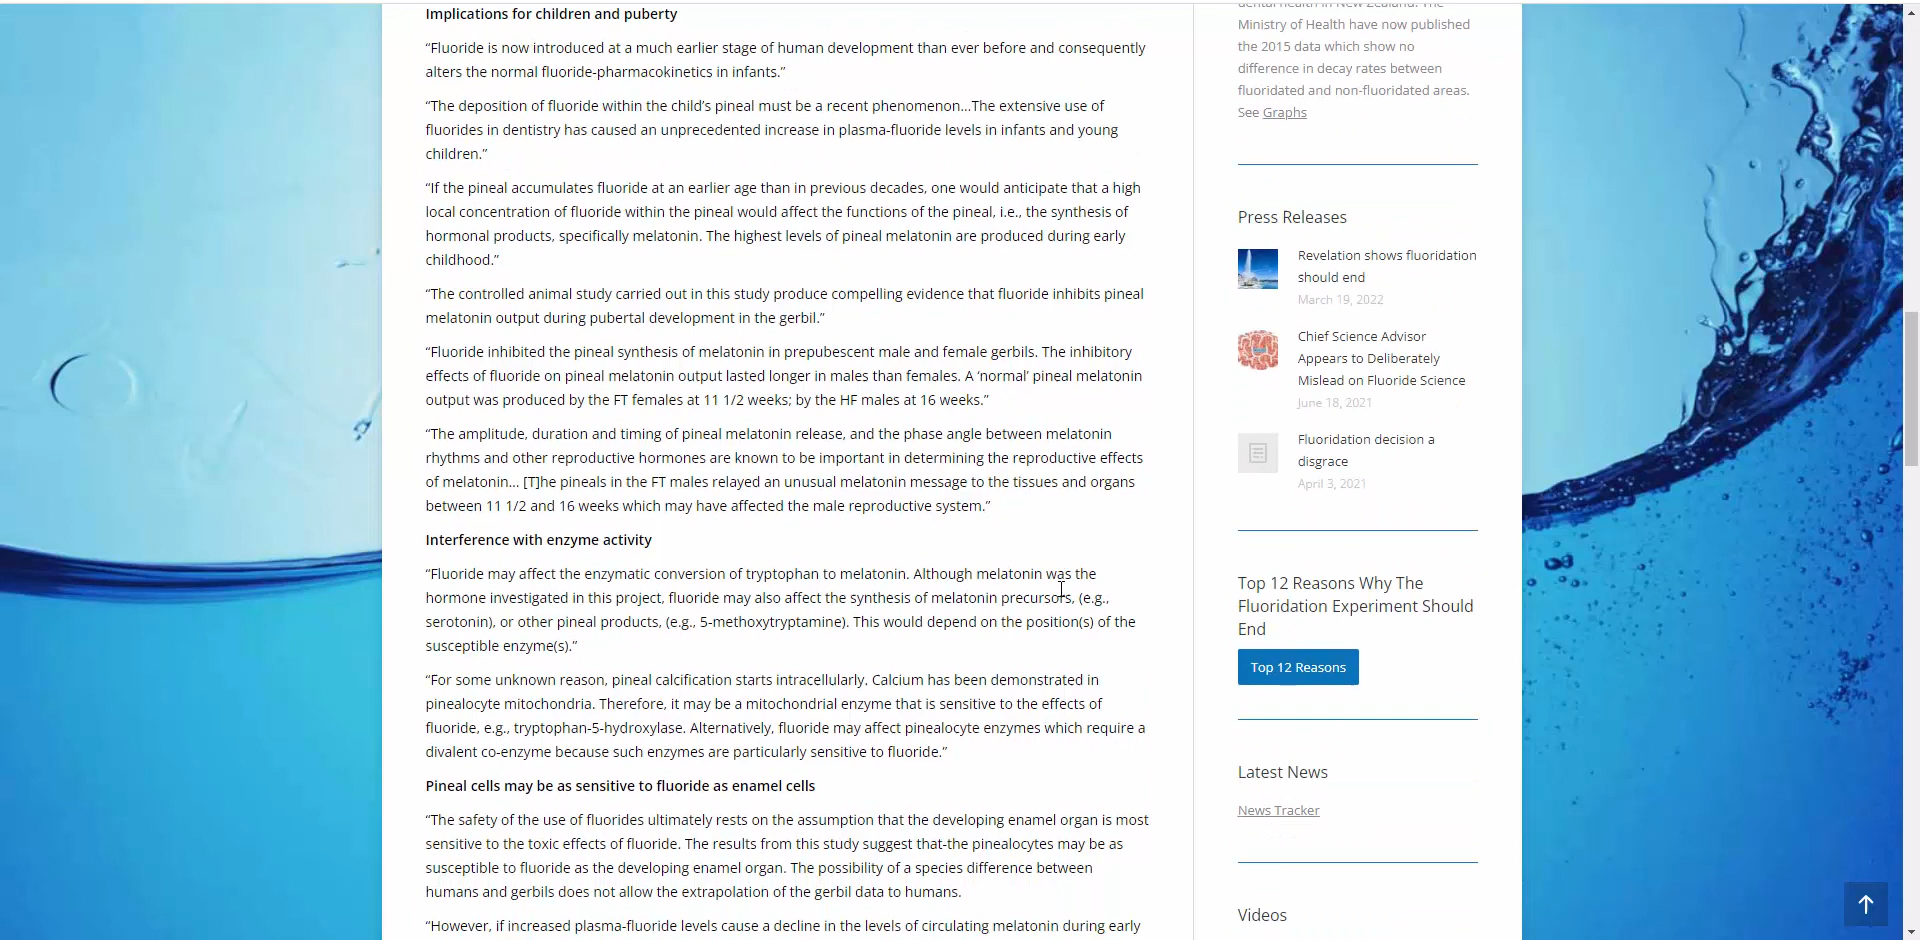 Implications for children and puberty
“Fluoride is now introduced at a much earlier stage of human development than ever before and consequently
alters the normal fluoride-pharmacokinetics in infants.”
“The deposition of fluoride within the child’s pineal must be a recent phenomenon…The extensive use of
fluorides in dentistry has caused an unprecedented increase in plasma-fluoride levels in infants and young
children.”
“If the pineal accumulates fluoride at an earlier age than in previous decades, one would anticipate that a high
local concentration of fluoride within the pineal would affect the functions of the pineal, i.e., the synthesis of
hormonal products, specifically melatonin. The highest levels of pineal melatonin are produced during early
childhood.”
“The controlled animal study carried out in this study produce compelling evidence that fluoride inhibits pineal
melatonin output during pubertal development in the gerbil.”
“Fluoride inhibited the pineal synthesis of melatonin in prepubescent male and female gerbils. The inhibitory
effects of fluoride on pineal melatonin output lasted longer in males than females. A ‘normal’ pineal melatonin
output was produced by the FT females at 11 1/2 weeks; by the HF males at 16 weeks.”
“The amplitude, duration and timing of pineal melatonin release, and the phase angle between melatonin
rhythms and other reproductive hormones are known to be important in determining the reproductive effects
of melatonin… [T]he pineals in the FT males relayed an unusual melatonin message to the tissues and organs
between 11 1/2 and 16 weeks which may have affected the male reproductive system.”
Interference with enzyme activity
“Fluoride may affect the enzymatic conversion of tryptophan to melatonin. Although melatonin was the
hormone investigated in this project, fluoride may also affect the synthesis of melatonin precursors, (e.g.,
serotonin), or other pineal products, (e.g., 5-methoxytryptamine). This would depend on the position(s) of the
susceptible enzyme(s).”
“For some unknown reason, pineal calcification starts intracellularly. Calcium has been demonstrated in
pinealocyte mitochondria. Therefore, it may be a mitochondrial enzyme that is sensitive to the effects of
fluoride, e.g., tryptophan-5-hydroxylase. Alternatively, fluoride may affect pinealocyte enzymes which require a
divalent co-enzyme because such enzymes are particularly sensitive to fluoride.”
Pineal cells may be as sensitive to fluoride as enamel cells
“The safety of the use of fluorides ultimately rests on the assumption that the developing enamel organ is most
sensitive to the toxic effects of fluoride. The results from this study suggest that-the pinealocytes may be as
susceptible to fluoride as the developing enamel organ. The possibility of a species difference between
humans and gerbils does not allow the extrapolation of the gerbil data to humans.
“However, if increased plasma-fluoride levels cause a decline in the levels of circulating melatonin during early
dental health in New Zealand. The
Ministry of Health have now published
the 2015 data which show no
difference in decay rates between
fluoridated and non-fluoridated areas.
See Graphs
Press Releases
Revelation shows fluoridation
should end
March 19, 2022
Chief Science Advisor
Appears to Deliberately
Mislead on Fluoride Science
June 18, 2021
Fluoridation decision a
disgrace
April 3, 2021
Top 12 Reasons Why The
Fluoridation Experiment Should
End
Top 12 Reasons
Latest News
News Tracker
Videos